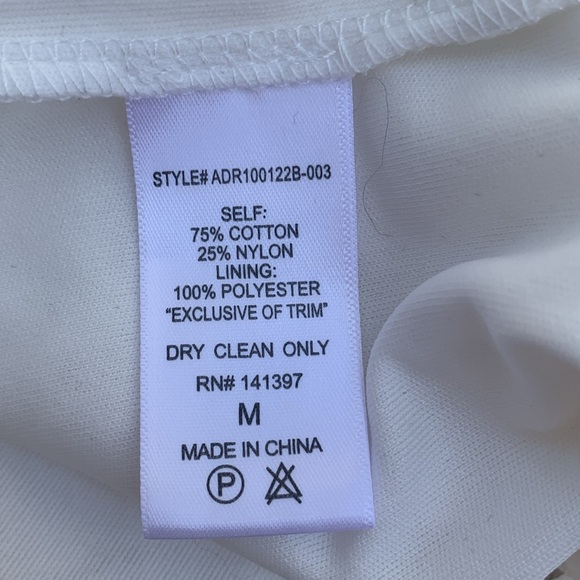 STYLE# ADR100122B-003
SELF:
75% COTTON
25% NYLON
LINING:
100% POLYESTER
"EXCLUSIVE OF TRIM"
DRY CLEAN ONLY
RN# 141397
M
MADE IN CHINA
P